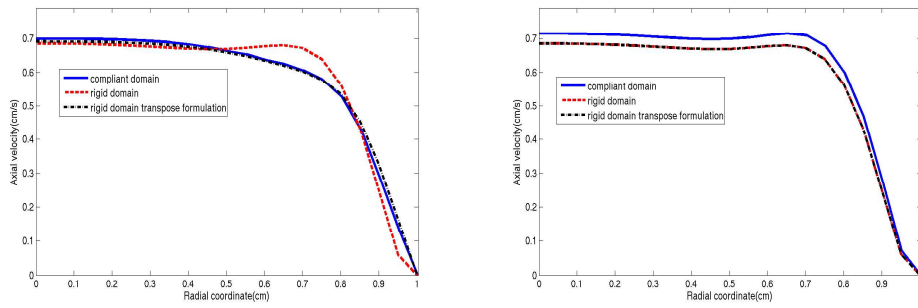 0.7
0.6
0.5
0.4
0.3
0.2
0.1
0
Axial velocity(cm/s)
compliant domain
rigid domain
rigid domain transpose formulation
0 0.1 0.2 0.3 0.4 0.5 0.6 0.7 0.8 0.9 1
Radial coordinate(cm)
0.7
0.6
0.5
0.4
0.3
0.2
0.1
0
Axial velocity(cm/s)
compliant domain
rigid domain
rigid domain transpose formulation
0 0.1 0.2 0.3 0.4 0.5 0.6 0.7 0.8 0.9
Radial coordinate(cm)